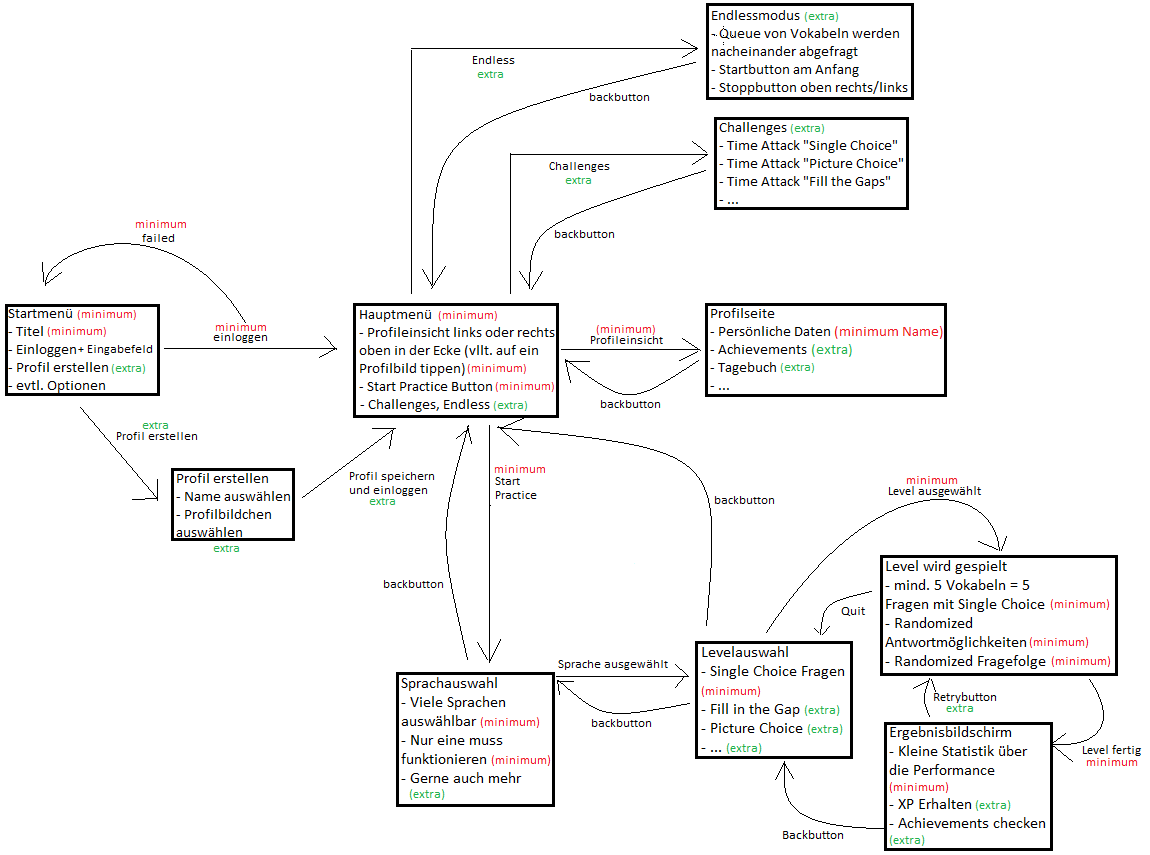 Endlessmodus (extra)
- Queue von Vokabeln werden
nacheinander abgefragt
- Startbutton am Anfang
- Stoppbutton oben rechts/links
Endless
extra
backbutton
Challenges (extra)
- Time Attack "Single Choice"
- Time Attack "Picture Choice"
- Time Attack "Fill the Gaps"
- ...
Challenges
extra
backbutton
minimum
failed
Startmenü (minimum)
- Titel (minimum)
- Einloggen + Eingabefeld
- Profil erstellen (extra)
- evtl. Optionen
minimum
einloggen
Hauptmenü (minimum)
- Profileinsicht links oder rechts
oben in der Ecke (vllt. auf ein
Profilbild tippen) (minimum)
- Start Practice Button (minimum)
- Challenges, Endless (extra)
(minimum)
Profileinsicht
backbutton
Profilseite
- Persönliche Daten (minimum Name)
- Achievements (extra)
- Tagebuch (extra)
- ...
extra
Profil erstellen
Profil erstellen
- Name auswählen
- Profilbildchen
auswählen
extra
Profil speichern
und einloggen
extra
minimum
Start
Practice
backbutton
backbutton
minimum
Level ausgewählt
Level wird gespielt
- mind. 5 Vokabeln = 5
Fragen mit Single Choice (minimum)
- Randomized
Antwortmöglichkeiten (minimum)
- Randomized Fragefolge (minimum)
Quit
Sprachauswahl
- Viele Sprachen
auswählbar (minimum)
- Nur eine muss
funktionieren (minimum)
- Gerne auch mehr
(extra)
Sprache ausgewählt
backbutton
Levelauswahl
- Single Choice Fragen
(minimum)
- Fill in the Gap (extra)
- Picture Choice (extra)
- ... (extra)
Retrybutton
extra
Level fertig
minimum
Ergebnisbildschirm
- Kleine Statistik über
die Performance
(minimum)
- XP Erhalten (extra)
- Achievements checken
(extra)
Backbutton